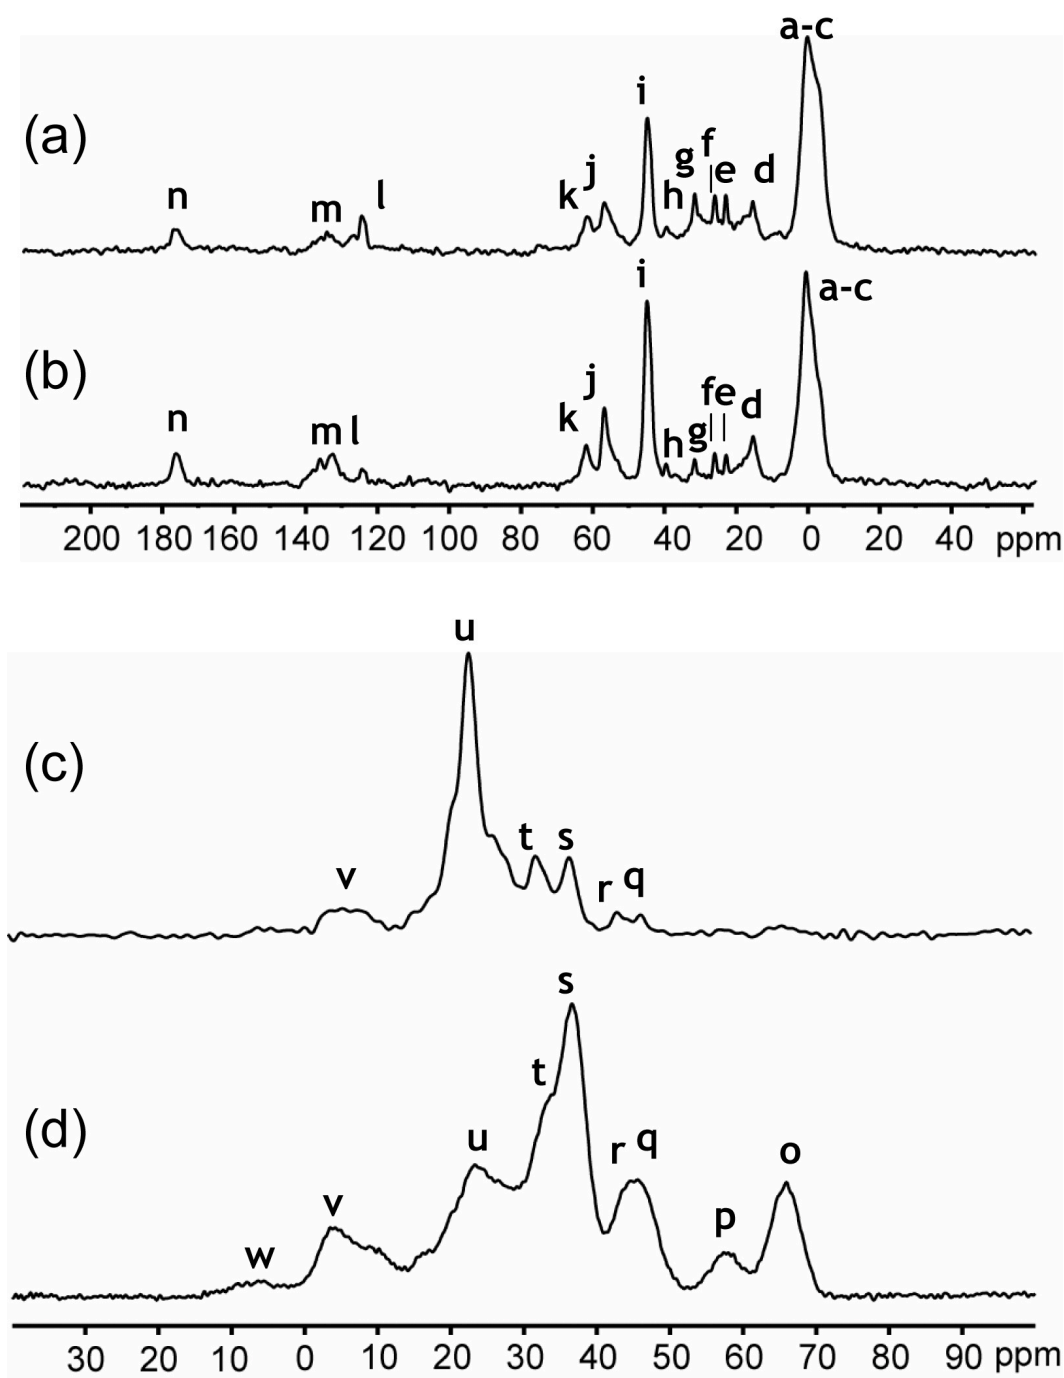 a-c
(a)
n m l k j i h g f e d
(b)
n m l k j i h g f e d a-c
200 180 160 140 120 100 80 60 40 20 0 20 40 ppm
(c)
v u t s r q
(d)
w v u t s r q p o
30 20 10 0 10 20 30 40 50 60 70 80 90 ppm